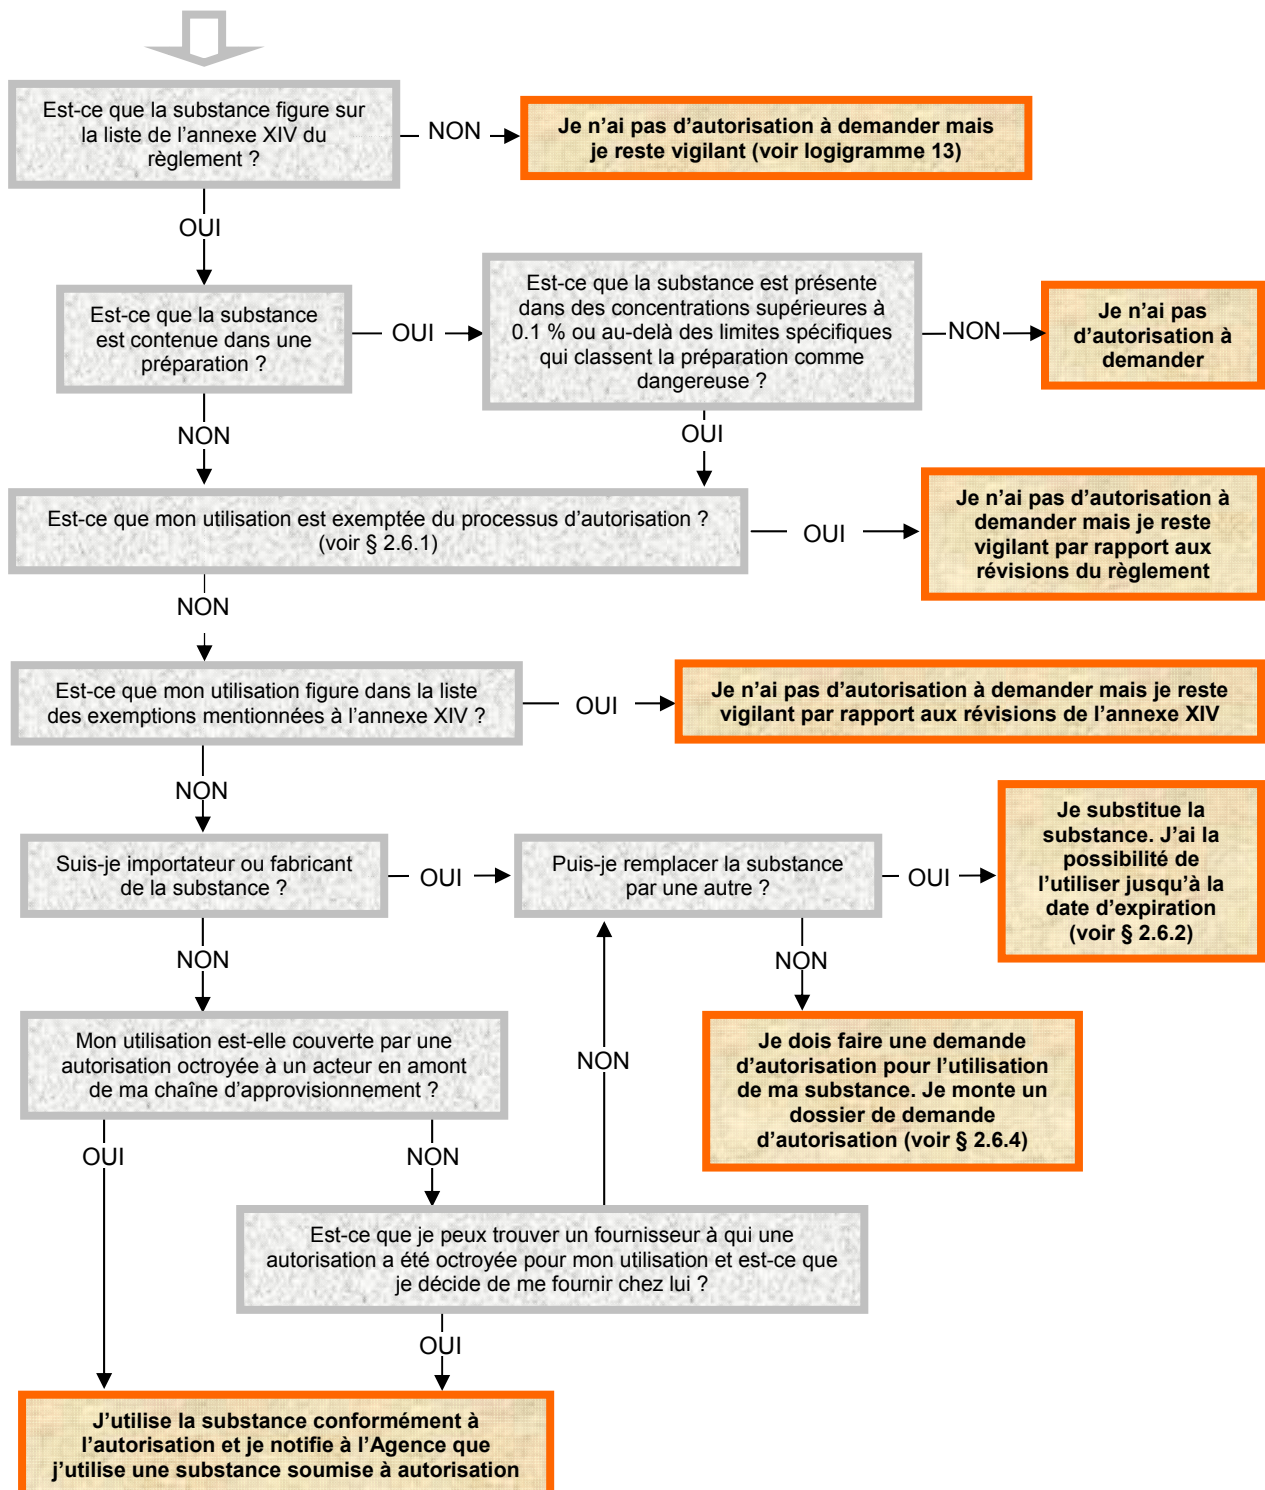 Est-ce que la substance figure sur
la liste de l’annexe XIV du
règlement ?
NON
Je n’ai pas d’autorisation à demander mais
je reste vigilant (voir logigramme 13)
OUI
Est-ce que la substance
est contenue dans une
préparation ?
OUI
Est-ce que la substance est présente
dans des concentrations supérieures à
0.1 % ou au-delà des limites spécifiques
qui classent la préparation comme
dangereuse ?
NON
Je n’ai pas
d’autorisation à
demander
NON
OUI
Est-ce que mon utilisation est exemptée du processus d’autorisation ?
(voir § 2.6.1)
OUI
Je n’ai pas d’autorisation à
demander mais je reste
vigilant par rapport aux
révisions du règlement
NON
Est-ce que mon utilisation figure dans la liste
des exemptions mentionnées à l’annexe XIV ?
OUI
Je n’ai pas d’autorisation à demander mais je reste
vigilant par rapport aux révisions de l’annexe XIV
NON
Suis-je importateur ou fabricant
de la substance ?
OUI
Puis-je remplacer la substance
par une autre ?
OUI
Je substitue la
substance. J’ai la
possibilité de
l’utiliser jusqu’à la
date d’expiration
(voir § 2.6.2)
NON
NON
Mon utilisation est-elle couverte par une
autorisation octroyée à un acteur en amont
de ma chaîne d’approvisionnement ?
NON
Je dois faire une demande
d’autorisation pour l’utilisation
de ma substance. Je monte un
dossier de demande
d’autorisation (voir § 2.6.4)
OUI
NON
Est-ce que je peux trouver un fournisseur à qui une
autorisation a été octroyée pour mon utilisation et est-ce que
je décide de me fournir chez lui ?
OUI
J’utilise la substance conformément à
l’autorisation et je notifie à l’Agence que
j’utilise une substance soumise à autorisation